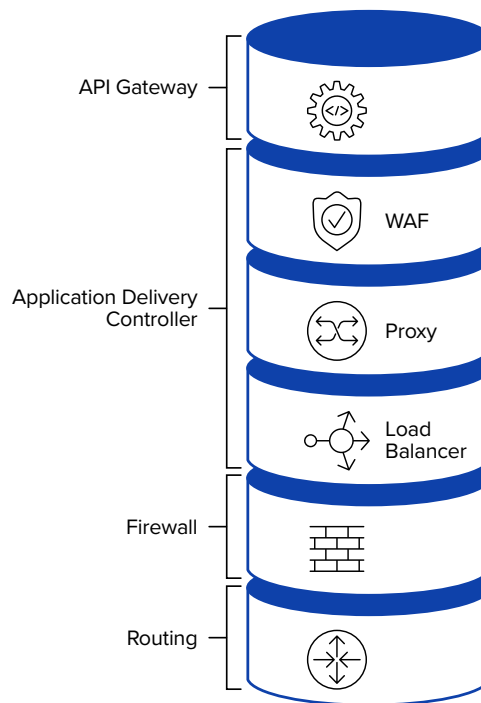 API Gateway
</>
WAF
Application Delivery
Controller
Proxy
Load
Balancer
Firewall
Routing